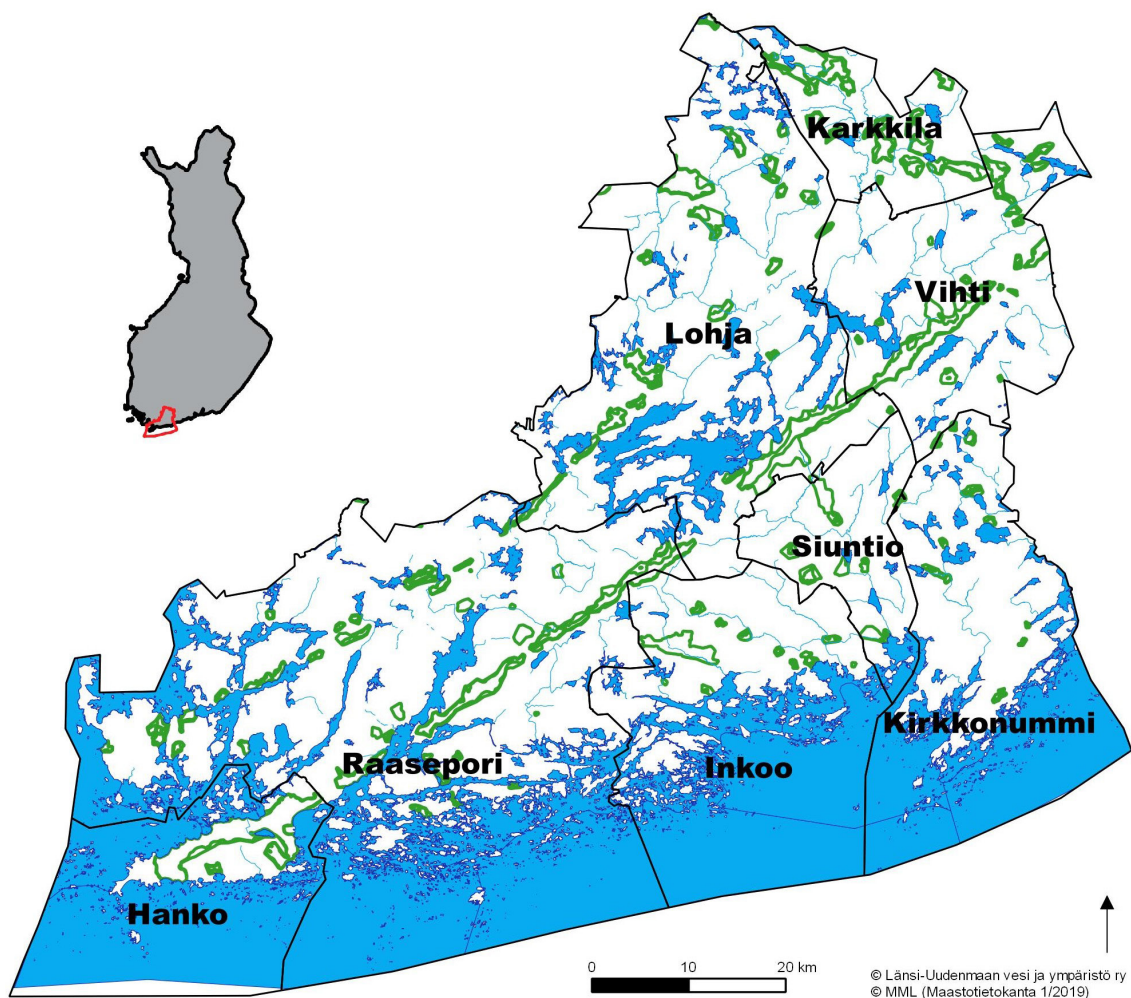 Karkkila
Vihti
Lohja
Siuntio
Kirkkonummi
Raasepori
Inkoo
Hanko
0 10 20 km
© Länsi-Uudenmaan vesi ja ympäristö ry
© MML (Maastotietokanta 1/2019)